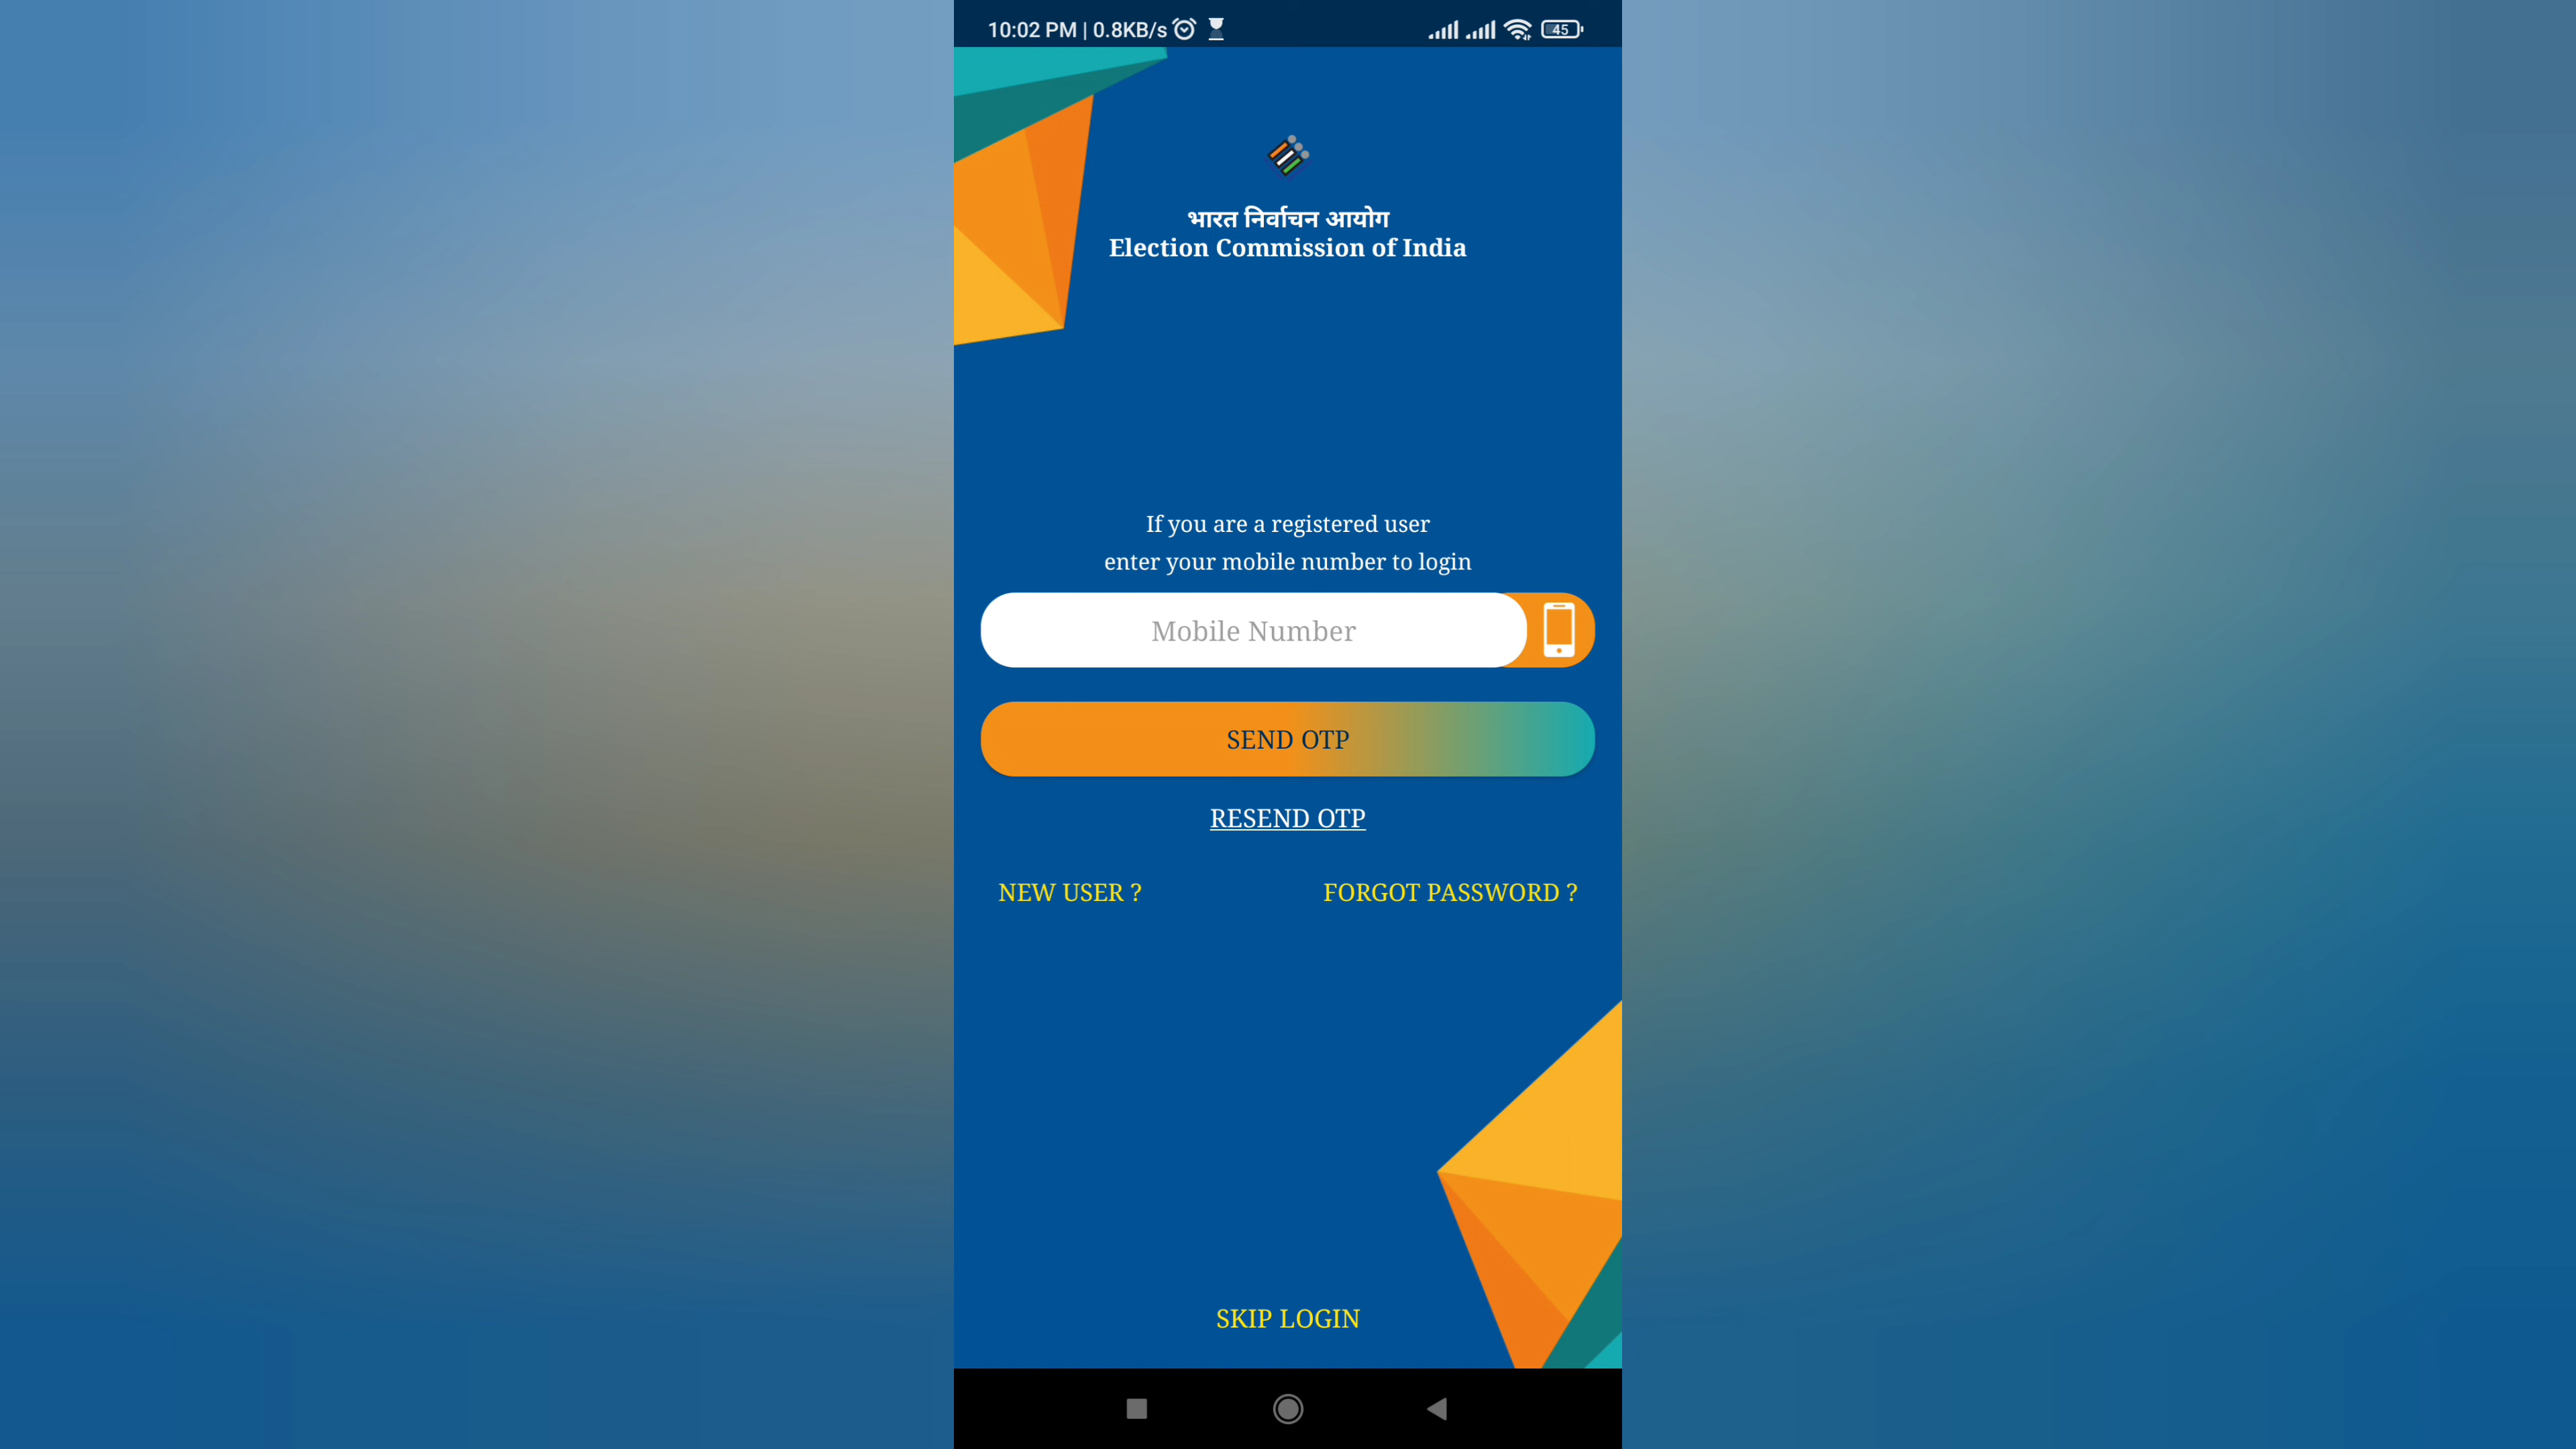 10:02 PM | 0.8KB/s
45
भारत निर्वाचन आयोग
Election Commission of India
If you are a registered user
enter your mobile number to login
Mobile Number
SEND OTP
RESEND OTP
NEW USER ?
FORGOT PASSWORD ?
SKIP LOGIN